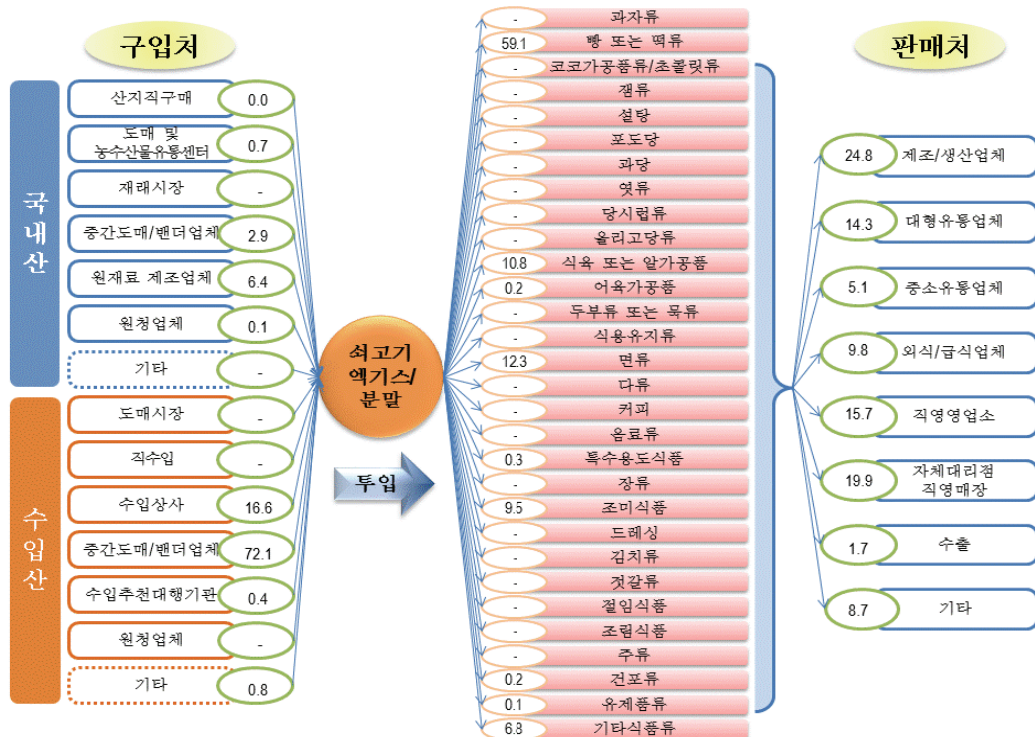 구입처
국내산
산지직구매 0.0
도매 및
농수산물유통센터 0.7
재래시장 -
중간도매/밴더업체 2.9
원재료 제조업체 6.4
원청업체 0.1
기타 -
수입산
도매시장 -
직수입 -
수입상사 16.6
중간도매/밴더업체 72.1
수입추천대행기관 0.4
원청업체 -
기타 0.8
쇠고기
엑기스/
분말
투입
- 과자류
59.1 빵 또는 떡류
- 코코가공품류/초콜릿류
- 잼류
- 설탕
- 포도당
- 과당
- 엿류
- 당시럽류
- 올리고당류
10.8 식육 또는 알가공품
0.2 어육가공품
- 두부류 또는 묵류
- 식용유지류
12.3 면류
- 다류
- 커피
- 음료류
0.3 특수용도식품
- 장류
9.5 조미식품
- 드레싱
- 김치류
- 젓갈류
- 절임식품
- 조림식품
- 주류
0.2 건포류
0.1 유제품류
6.8 기타식품류
판매처
24.8 제조/생산업체
14.3 대형유통업체
5.1 중소유통업체
9.8 외식/급식업체
15.7 직영영업소
19.9 자체대리점
직영매장
1.7 수출
8.7 기타